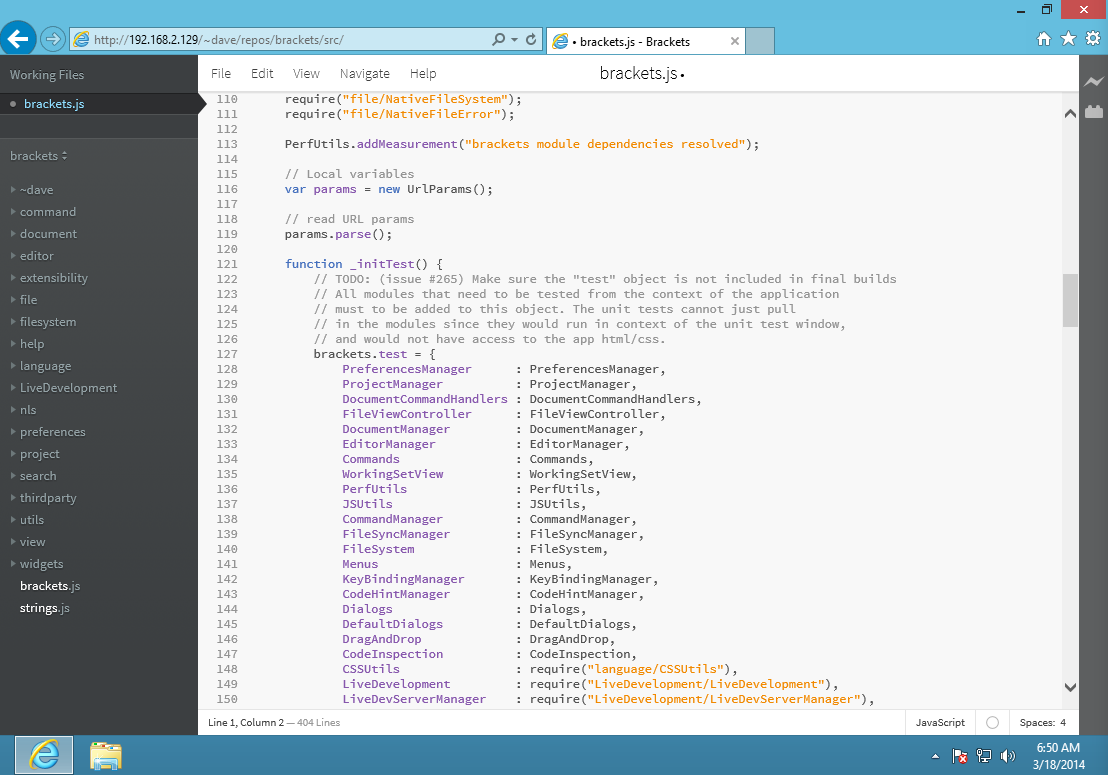 http://192.168.2.129/~dave/repos/brackets/src/
• brackets.js - Brackets
Working Files
brackets.js
brackets
~dave
command
document
editor
extensibility
file
filesystem
help
language
LiveDevelopment
nls
preferences
project
search
thirdparty
utils
view
widgets
brackets.js
strings.js
File Edit View Navigate Help
brackets.js •
110 require("file/NativeFileSystem");
111 require("file/NativeFileError");
112
113 PerfUtils.addMeasurement("brackets module dependencies resolved");
114
115 // Local variables
116 var params = new UrlParams();
117
118 // read URL params
119 params.parse();
120
121 function _initTest() {
122 // TODO: (issue #265) Make sure the "test" object is not included in final builds
123 // All modules that need to be tested from the context of the application
124 // must to be added to this object. The unit tests cannot just pull
125 // in the modules since they would run in context of the unit test window,
126 // and would not have access to the app html/css.
127 brackets.test = {
128 PreferencesManager : PreferencesManager,
129 ProjectManager : ProjectManager,
130 DocumentCommandHandlers : DocumentCommandHandlers,
131 FileViewController : FileViewController,
132 DocumentManager : DocumentManager,
133 EditorManager : EditorManager,
134 Commands : Commands,
135 WorkingSetView : WorkingSetView,
136 PerfUtils : PerfUtils,
137 JSUtils : JSUtils,
138 CommandManager : CommandManager,
139 FileSyncManager : FileSyncManager,
140 FileSystem : FileSystem,
141 Menus : Menus,
142 KeyBindingManager : KeyBindingManager,
143 CodeHintManager : CodeHintManager,
144 Dialogs : Dialogs,
145 DefaultDialogs : DefaultDialogs,
146 DragAndDrop : DragAndDrop,
147 CodeInspection : CodeInspection,
148 CSSUtils : require("language/CSSUtils"),
149 LiveDevelopment : require("LiveDevelopment/LiveDevelopment"),
150 LiveDevServerManager : require("LiveDevelopment/LiveDevServerManager"),
Line 1, Column 2 — 404 Lines
JavaScript
Spaces: 4
6:50 AM
3/18/2014